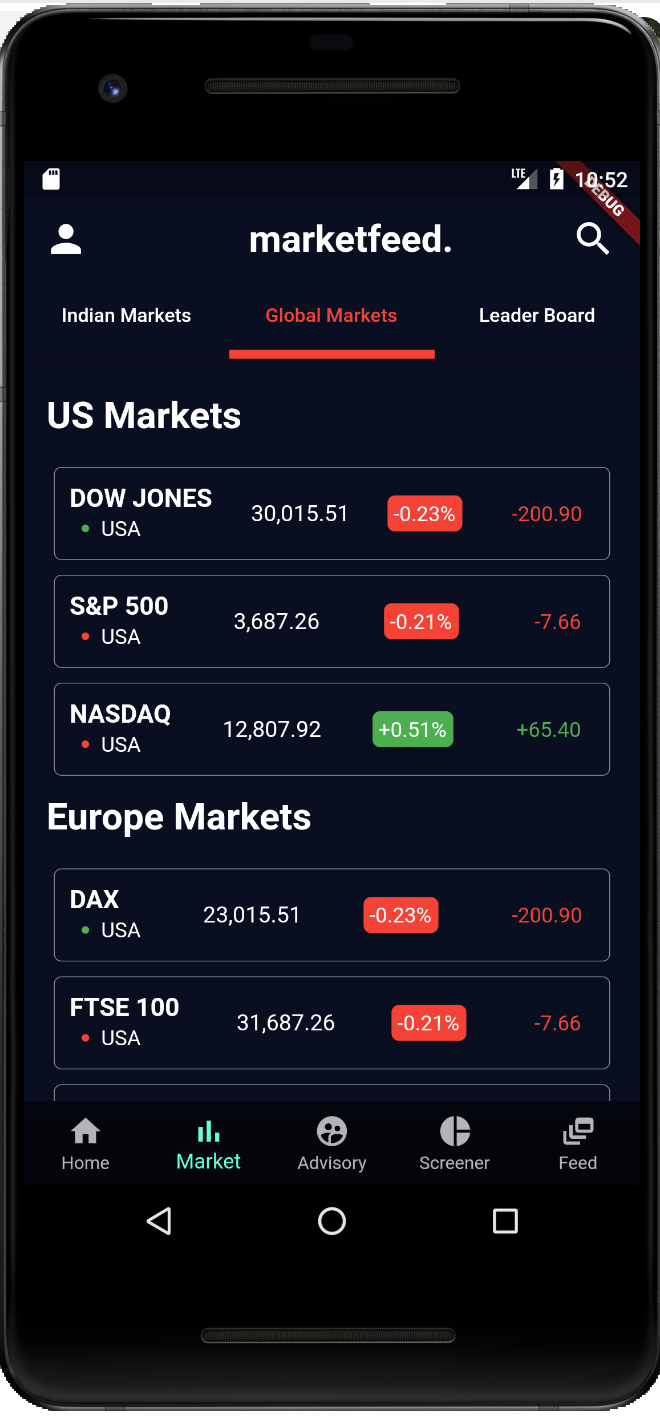 LTE 10:52
DEBUG
marketfeed.
Indian Markets Global Markets Leader Board
US Markets
DOW JONES 30,015.51 -0.23% -200.90
USA
S&P 500 3,687.26 -0.21% -7.66
USA
NASDAQ 12,807.92 +0.51% +65.40
USA
Europe Markets
DAX 23,015.51 -0.23% -200.90
USA
FTSE 100 31,687.26 -0.21% -7.66
USA
Home Market Advisory Screener Feed